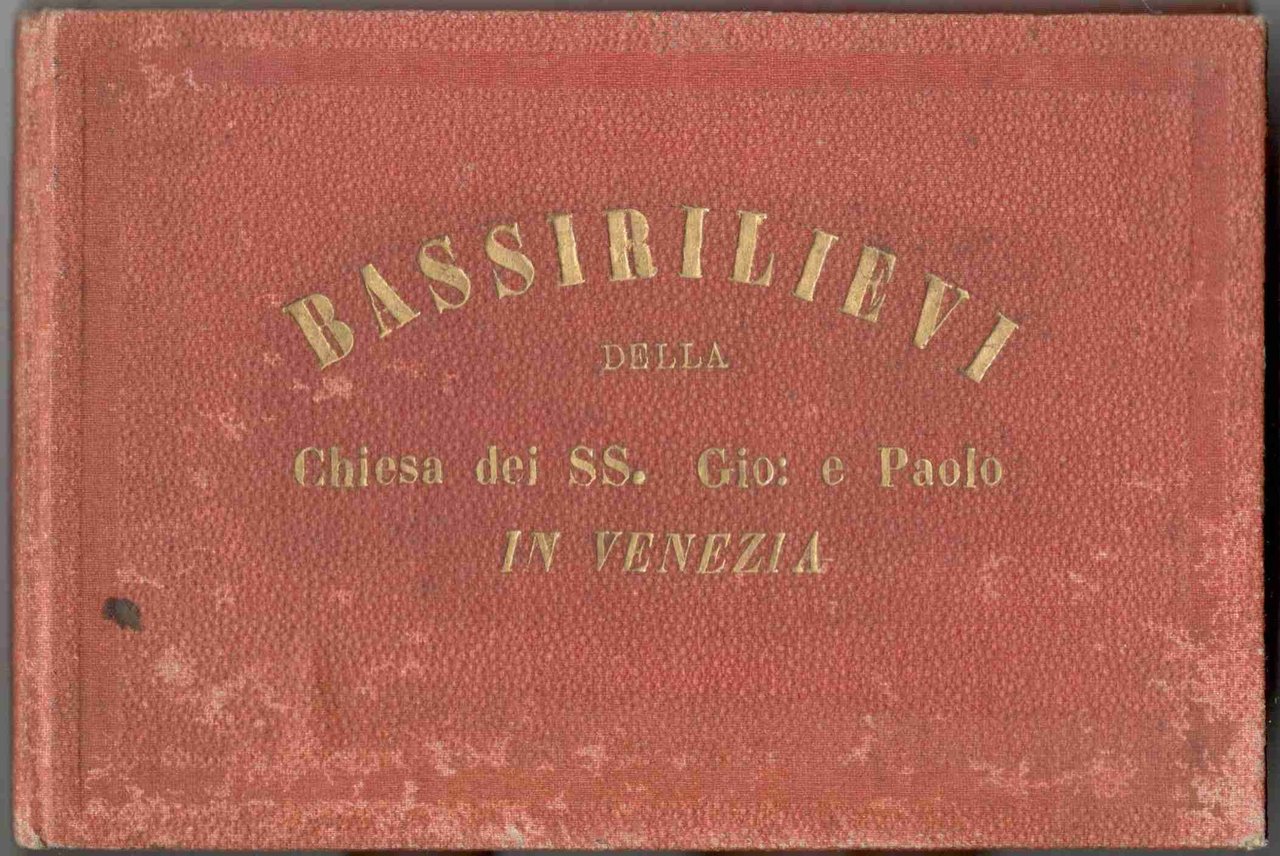 BASSIRILIEVI
DELLA
Chiesa dei SS. Gio: e Paolo
IN VENEZIA